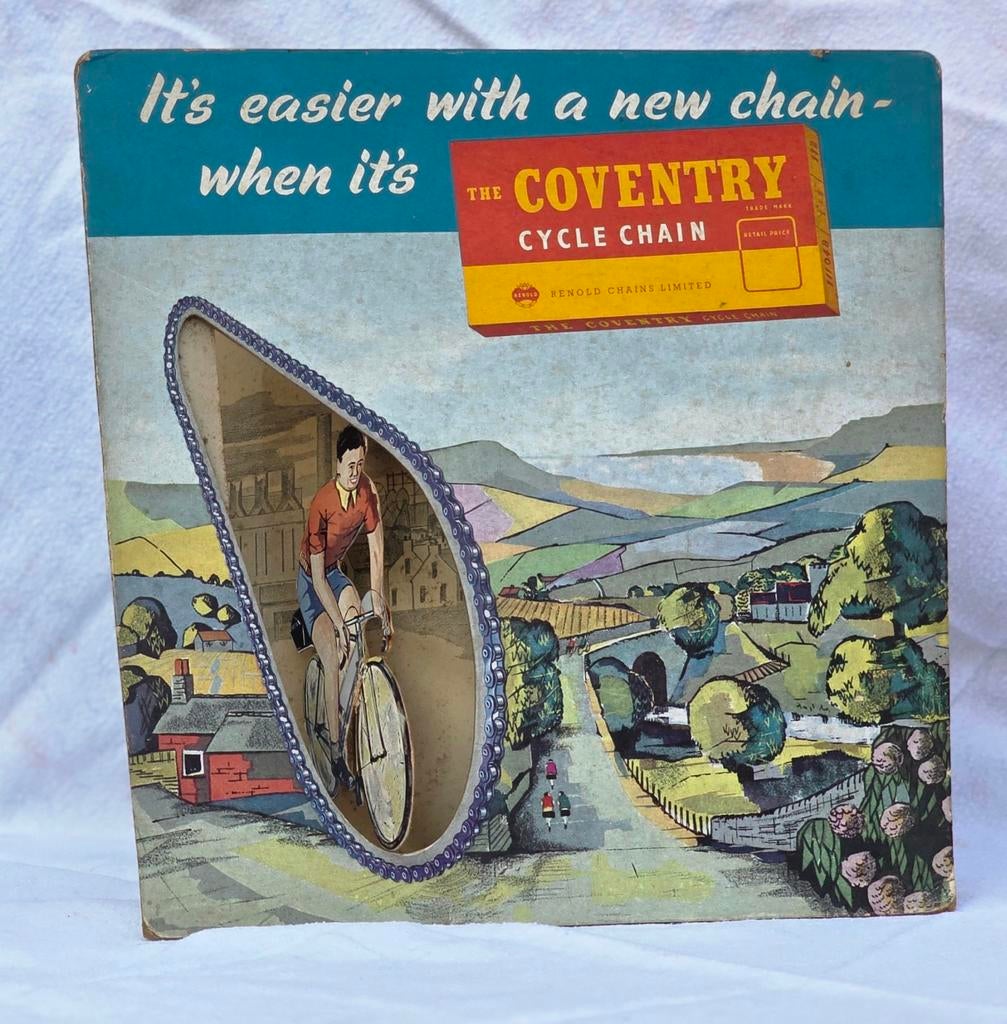 It's easier with a new chain-
when it's
THE COVENTRY
TRADE MARK
CYCLE CHAIN
RETAIL PRICE
RENOLD
RENOLD CHAINS LIMITED
THE COVENTRY CYCLE CHAIN